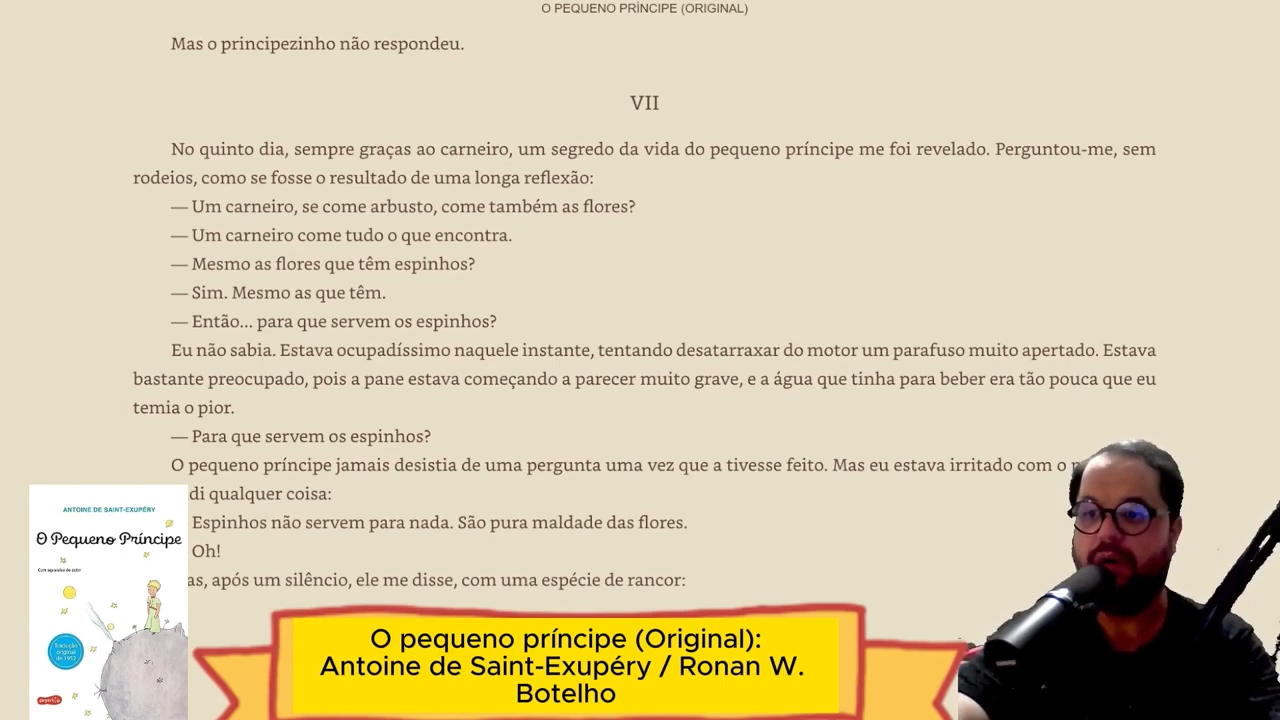 O PEQUENO PRÍNCIPE (ORIGINAL)
Mas o principezinho não respondeu.
VII
No quinto dia, sempre graças ao carneiro, um segredo da vida do pequeno príncipe me foi revelado. Perguntou-me, sem
rodeios, como se fosse o resultado de uma longa reflexão:
— Um carneiro, se come arbusto, come também as flores?
— Um carneiro come tudo o que encontra.
— Mesmo as flores que têm espinhos?
— Sim. Mesmo as que têm.
— Então... para que servem os espinhos?
Eu não sabia. Estava ocupadíssimo naquele instante, tentando desatarraxar do motor um parafuso muito apertado. Estava
bastante preocupado, pois a pane estava começando a parecer muito grave, e a água que tinha para beber era tão pouca que eu
temia o pior.
— Para que servem os espinhos?
O pequeno príncipe jamais desistia de uma pergunta uma vez que a tivesse feito. Mas eu estava irritado com o
di qualquer coisa:
Espinhos não servem para nada. São pura maldade das flores.
Oh!
as, após um silêncio, ele me disse, com uma espécie de rancor:
ANTOINE DE SAINT-EXUPÉRY
O Pequeno Príncipe
Com aquarelas do autor
Tradução
original
de 1952
O pequeno príncipe (Original):
Antoine de Saint-Exupéry / Ronan W.
Botelho